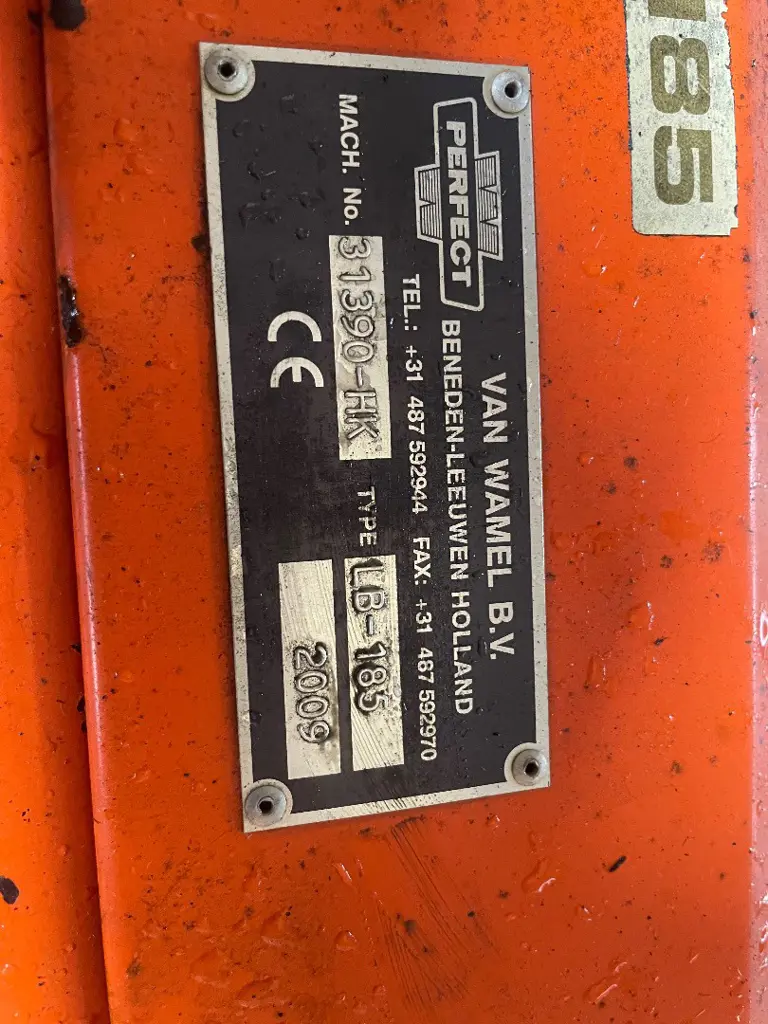 185
PERFECT
VAN WAMEL B.V.
BENEDEN-LEEUWEN HOLLAND
TEL.: +31 487 592944 FAX: +31 487 592970
MACH. No. 31390-HK TYPE LB-185
CE 2009